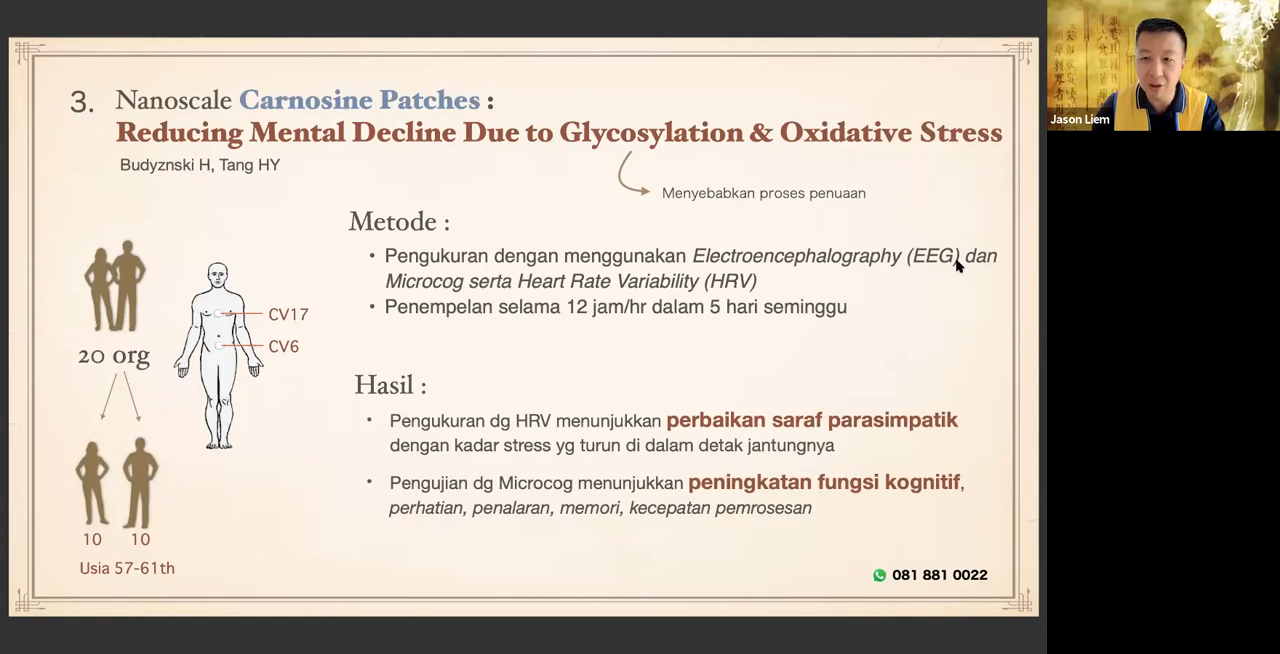 3. Nanoscale Carnosine Patches :
Reducing Mental Decline Due to Glycosylation & Oxidative Stress
Budyznski H, Tang HY
Menyebabkan proses penuaan
Metode :
• Pengukuran dengan menggunakan Electroencephalography (EEG) dan
Microcog serta Heart Rate Variability (HRV)
• Penempelan selama 12 jam/hr dalam 5 hari seminggu
CV17
CV6
20 org
10 10
Usia 57-61th
Hasil :
• Pengukuran dg HRV menunjukkan perbaikan saraf parasimpatik
dengan kadar stress yg turun di dalam detak jantungnya
• Pengujian dg Microcog menunjukkan peningkatan fungsi kognitif,
perhatian, penalaran, memori, kecepatan pemrosesan
081 881 0022
Jason Liem